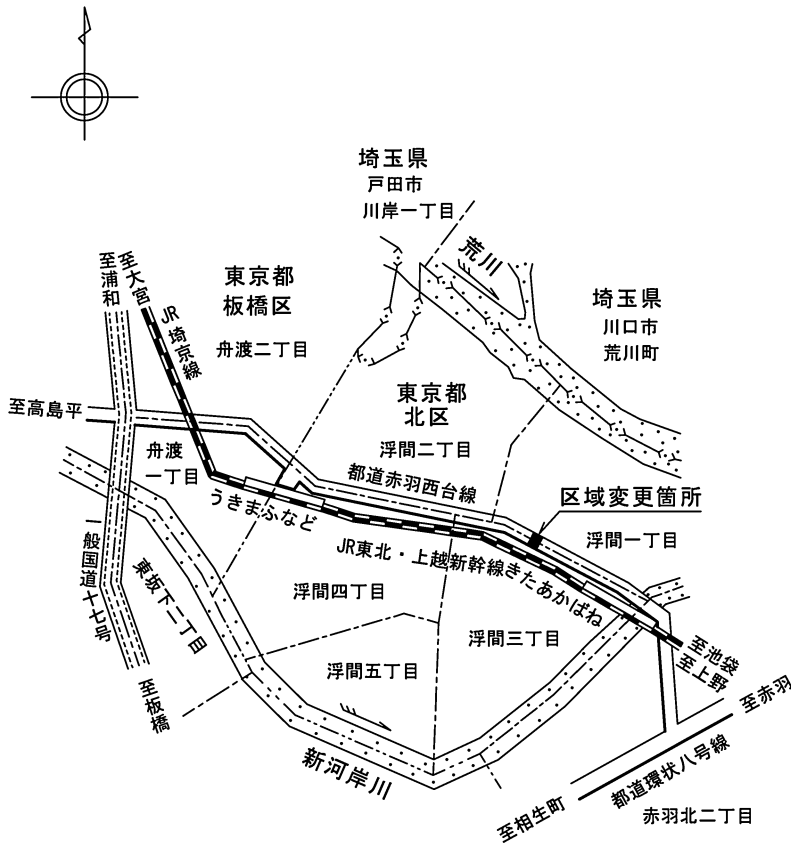 埼玉県
戸田市
川岸一丁目
荒川
至大宮
至浦和
東京都
板橋区
JR埼京線
舟渡二丁目
埼玉県
川口市
荒川町
至高島平
東京都
北区
浮間二丁目
舟渡
一丁目
都道赤羽西台線
うきまふなど
区域変更箇所
浮間一丁目
JR東北・上越新幹線
きたあかばね
一般国道十七号
東坂下二丁目
浮間四丁目
浮間三丁目
浮間五丁目
至池袋
至上野
至板橋
至赤羽
新河岸川
都道環状八号線
至相生町
赤羽北二丁目